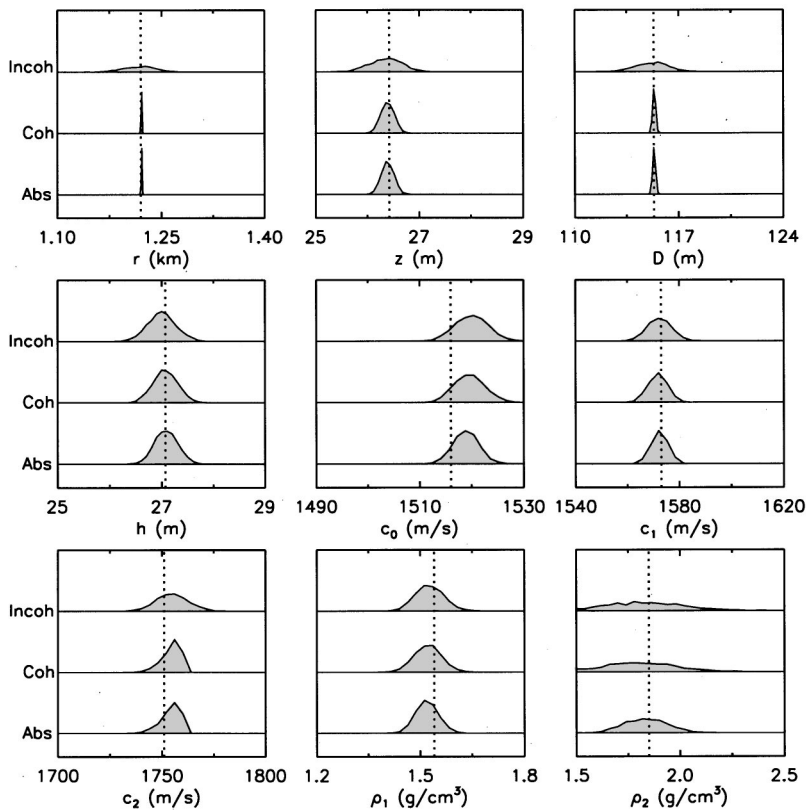 Incoh
Coh
Abs
1.10 1.25 1.40
r (km)
25 27 29
z (m)
110 117 124
D (m)
Incoh
Coh
Abs
25 27 29
h (m)
1490 1510 1530
c₀ (m/s)
1540 1580 1620
c₁ (m/s)
Incoh
Coh
Abs
1700 1750 1800
c₂ (m/s)
1.2 1.5 1.8
ρ₁ (g/cm³)
1.5 2.0 2.5
ρ₂ (g/cm³)